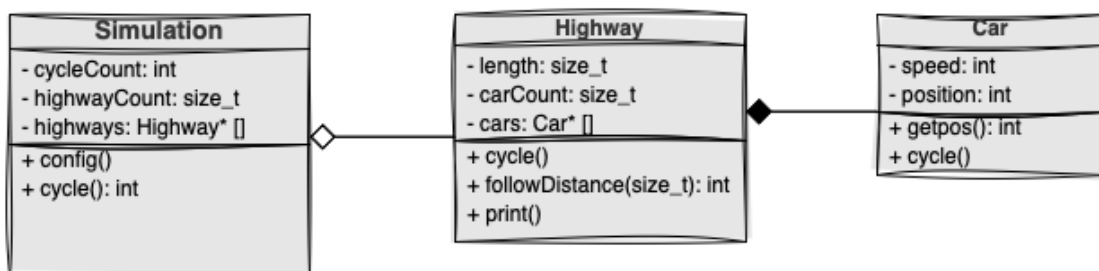 Simulation
- cycleCount: int
- highwayCount: size_t
- highways: Highway* []
+ config()
+ cycle(): int
Highway
- length: size_t
- carCount: size_t
- cars: Car* []
+ cycle()
+ followDistance(size_t): int
+ print()
Car
- speed: int
- position: int
+ getpos(): int
+ cycle()